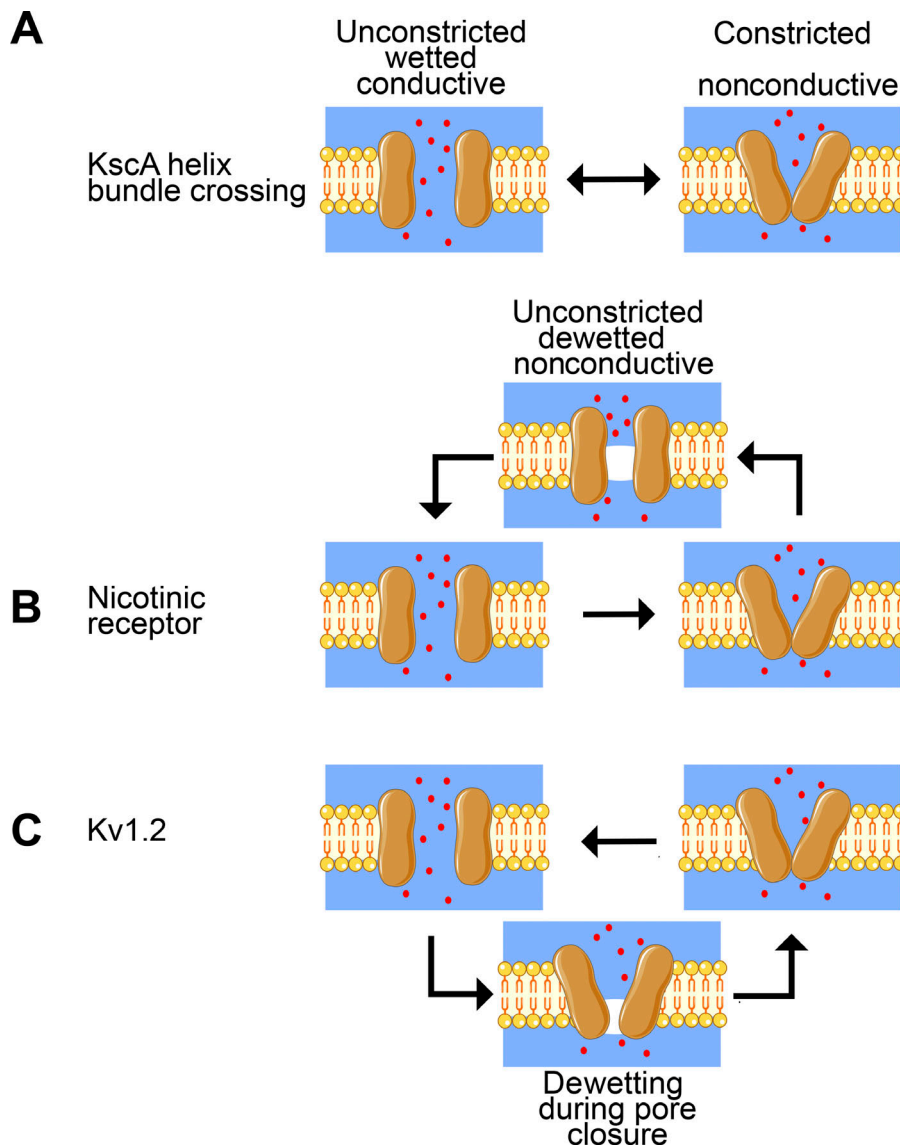 A
Unconstricted
wetted
conductive
Constricted
nonconductive
KscA helix
bundle crossing
Unconstricted
dewetted
nonconductive
B
Nicotinic
receptor
C
Kv1.2
Dewetting
during pore
closure